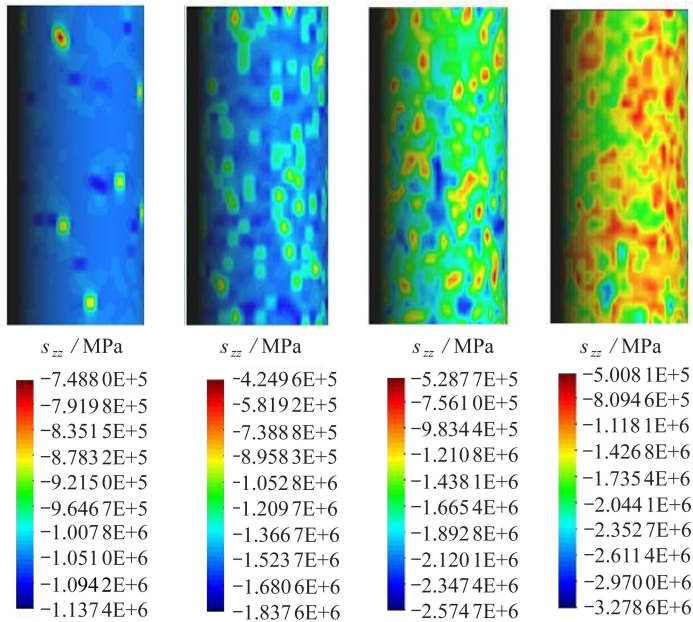 s_zz / MPa
−7.4880E+5
−7.9198E+5
−8.3515E+5
−8.7832E+5
−9.2150E+5
−9.6467E+5
−1.0078E+6
−1.0510E+6
−1.0942E+6
−1.1374E+6
s_zz / MPa
−4.2496E+5
−5.8192E+5
−7.3888E+5
−8.9583E+5
−1.0528E+6
−1.2097E+6
−1.3667E+6
−1.5237E+6
−1.6806E+6
−1.8376E+6
s_zz / MPa
−5.2877E+5
−7.5610E+5
−9.8344E+5
−1.2108E+6
−1.4381E+6
−1.6654E+6
−1.8928E+6
−2.1201E+6
−2.3474E+6
−2.5747E+6
s_zz / MPa
−5.0081E+5
−8.0946E+5
−1.1181E+6
−1.4268E+6
−1.7354E+6
−2.0441E+6
−2.3527E+6
−2.6114E+6
−2.9700E+6
−3.2786E+6